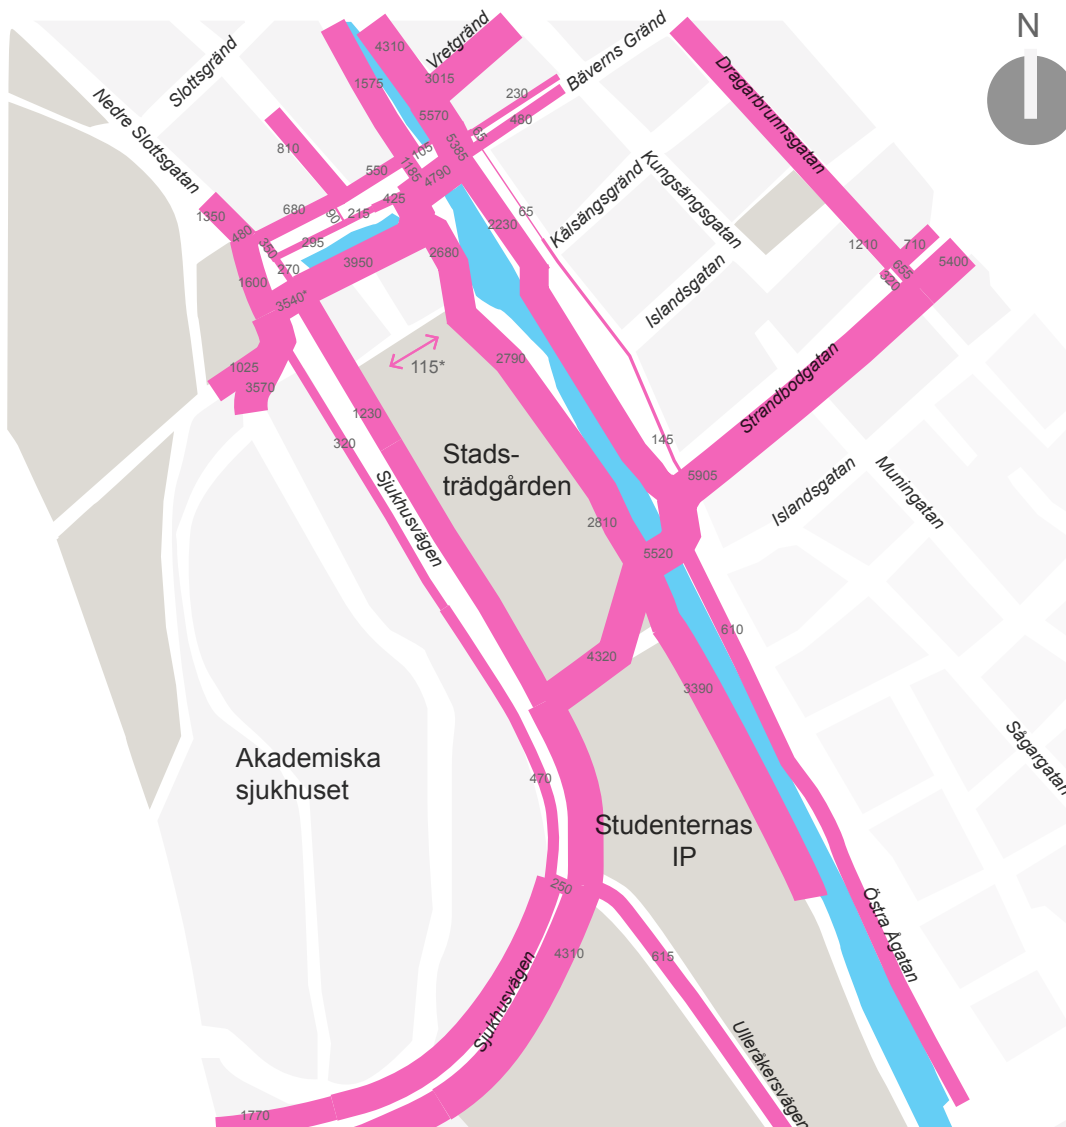 N
4310
Vretgränd
Bäverns Gränd
Slottsgränd
1575
3015
230
Dragarbrunnsgatan
Nedre Slottsgatan
5570
480
65
810
5385
105
550
1185
4790
Kungsängsgatan
Kålsängsgränd
425
680
90
215
65
1350
480
2230
350
295
1210
710
2680
3950
270
655
5400
1600
320
Islandsgatan
3540*
2790
115*
1025
3570
Strandbodgatan
1230
320
145
Stads-
trädgården
5905
Sjukhusvägen
Islandsgatan
Muningatan
2810
5520
610
4320
3390
Sågargatan
Akademiska
sjukhuset
470
Studenternas
IP
250
Östra Ågatan
4310
615
Sjukhusvägen
Ulleråkersvägen
1770